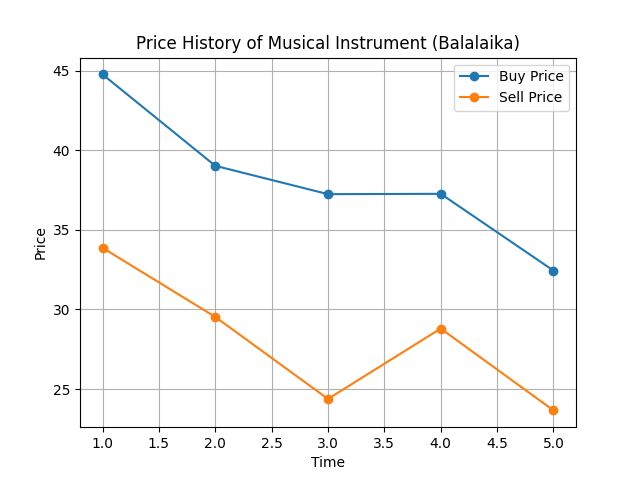 Price History of Musical Instrument (Balalaika)
Buy Price
Sell Price
45
40
35
30
25
Price
1.0 1.5 2.0 2.5 3.0 3.5 4.0 4.5 5.0
Time